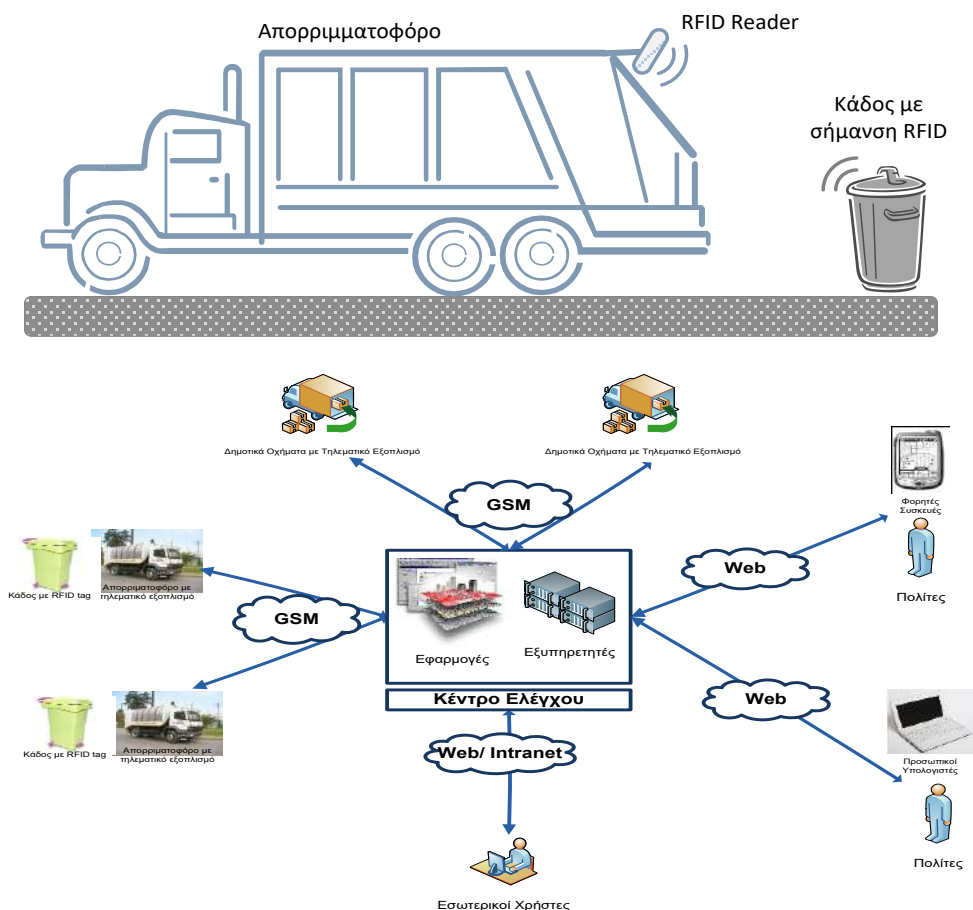 Απορριμματοφόρο
RFID Reader
Κάδος με
σήμανση RFID
Δημοτικά Οχήματα με Τηλεματικό Εξοπλισμό
Δημοτικά Οχήματα με Τηλεματικό Εξοπλισμό
GSM
Φορητές
Συσκευές
Πολίτες
Web
Κάδος με RFID tag
Απορριματοφόρο με
τηλεματικό εξοπλισμό
GSM
Εφαρμογές
Εξυπηρετητές
Κέντρο Ελέγχου
Web
Κάδος με RFID tag
Απορριματοφόρο με
τηλεματικό εξοπλισμό
Web/ Intranet
Προσωπικοί
Υπολογιστές
Πολίτες
Εσωτερικοί Χρήστες